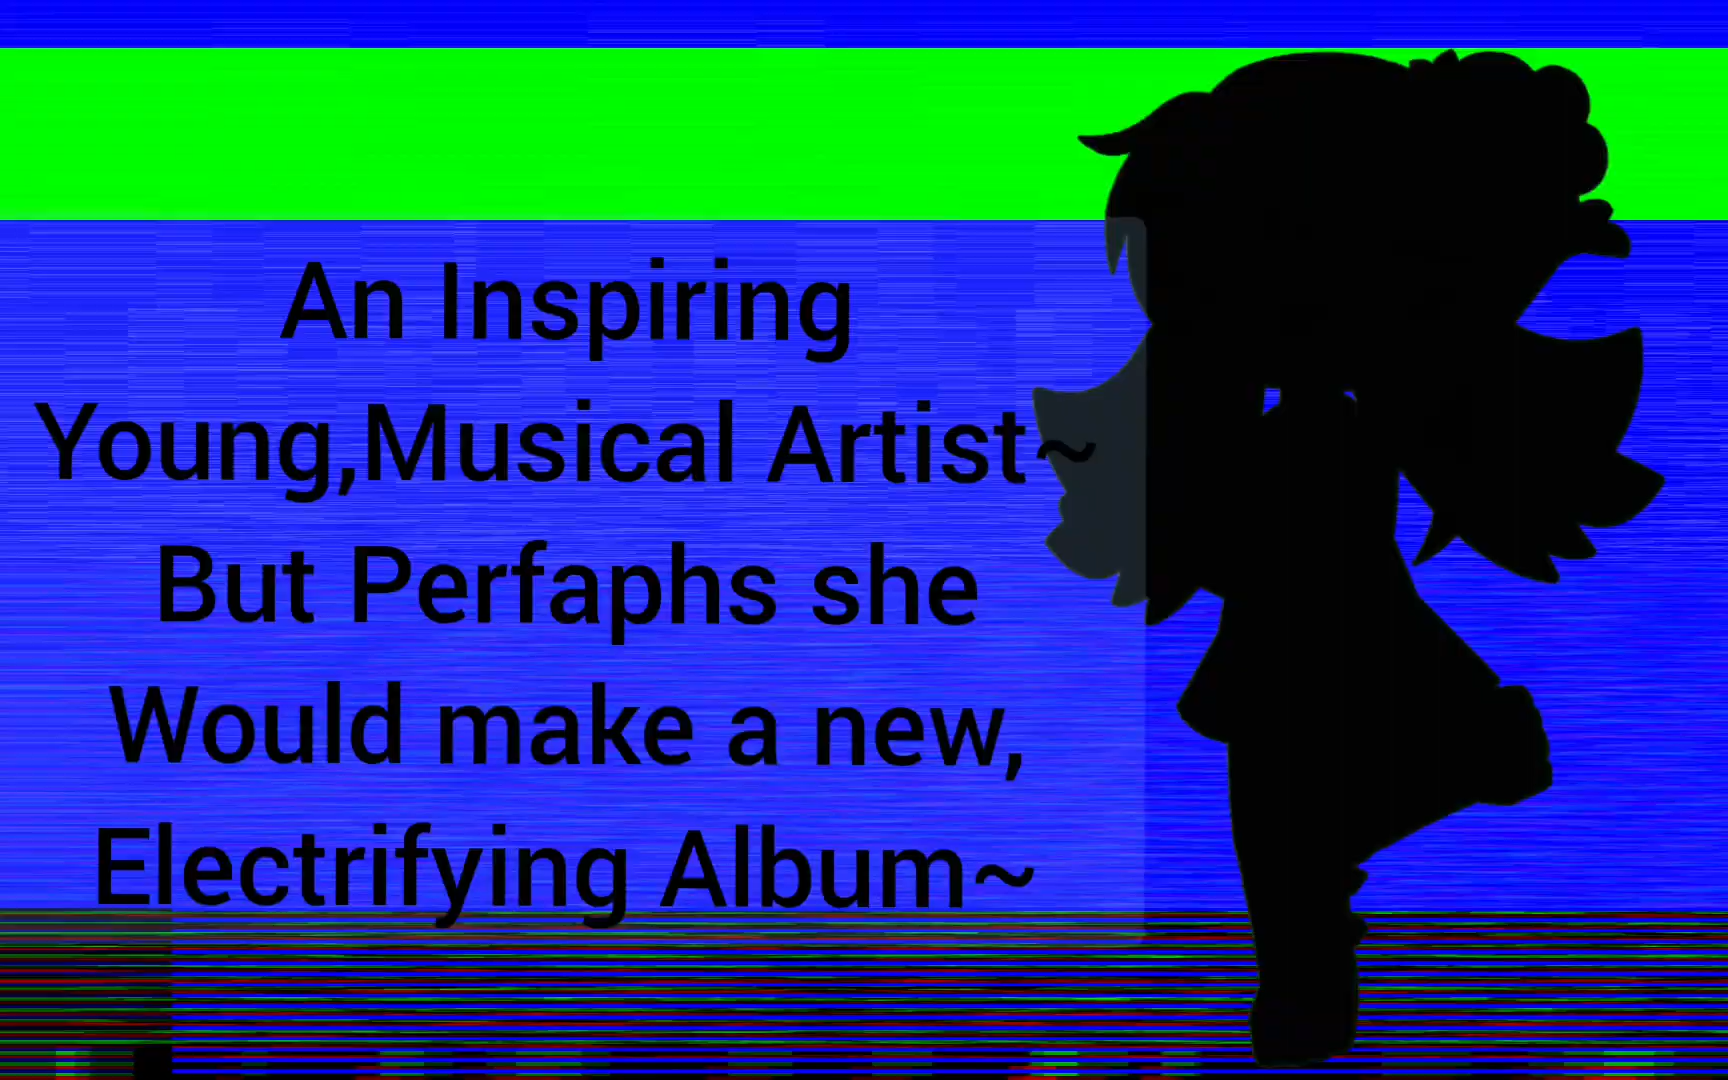 An Inspiring
Young,Musical Artist~
But Perfaphs she
Would make a new,
Electrifying Album~